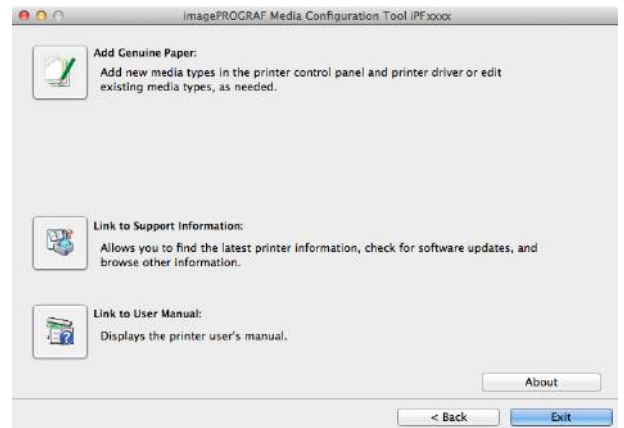 imagePROGRAF Media Configuration Tool iPFxxxx
Add Genuine Paper:
Add new media types in the printer control panel and printer driver or edit
existing media types, as needed.
Link to Support Information:
Allows you to find the latest printer information, check for software updates, and
browse other information.
Link to User Manual:
Displays the printer user's manual.
About
< Back
Exit